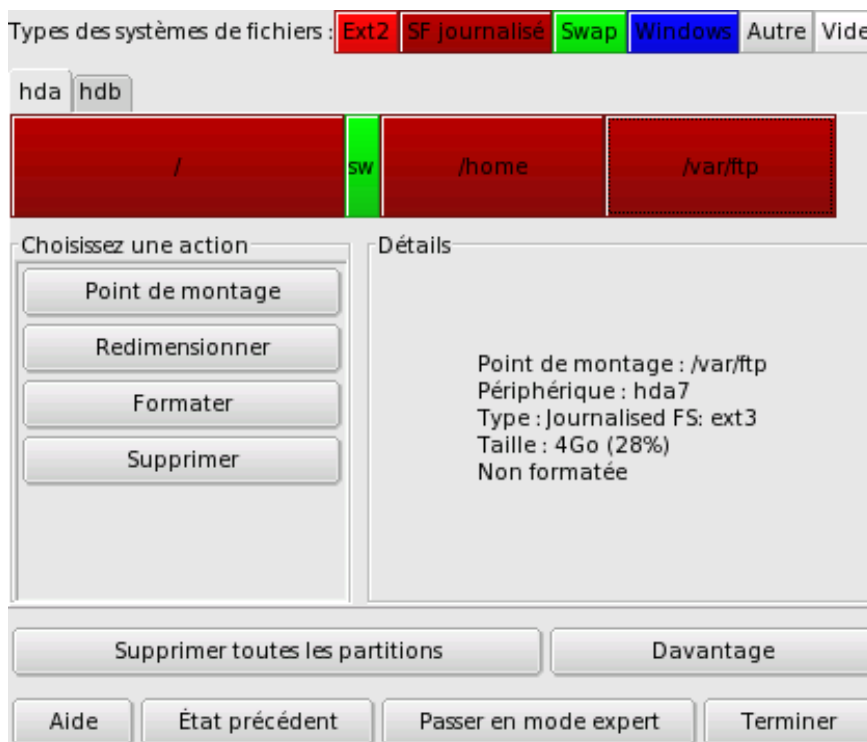 Types des systèmes de fichiers : Ext2 SF journalisé Swap Windows Autre Vide
hda hdb
/ sw /home /var/ftp
Choisissez une action
Point de montage
Redimensionner
Formater
Supprimer
Détails
Point de montage : /var/ftp
Périphérique : hda7
Type : Journalised FS: ext3
Taille : 4Go (28%)
Non formatée
Supprimer toutes les partitions Davantage
Aide État précédent Passer en mode expert Terminer